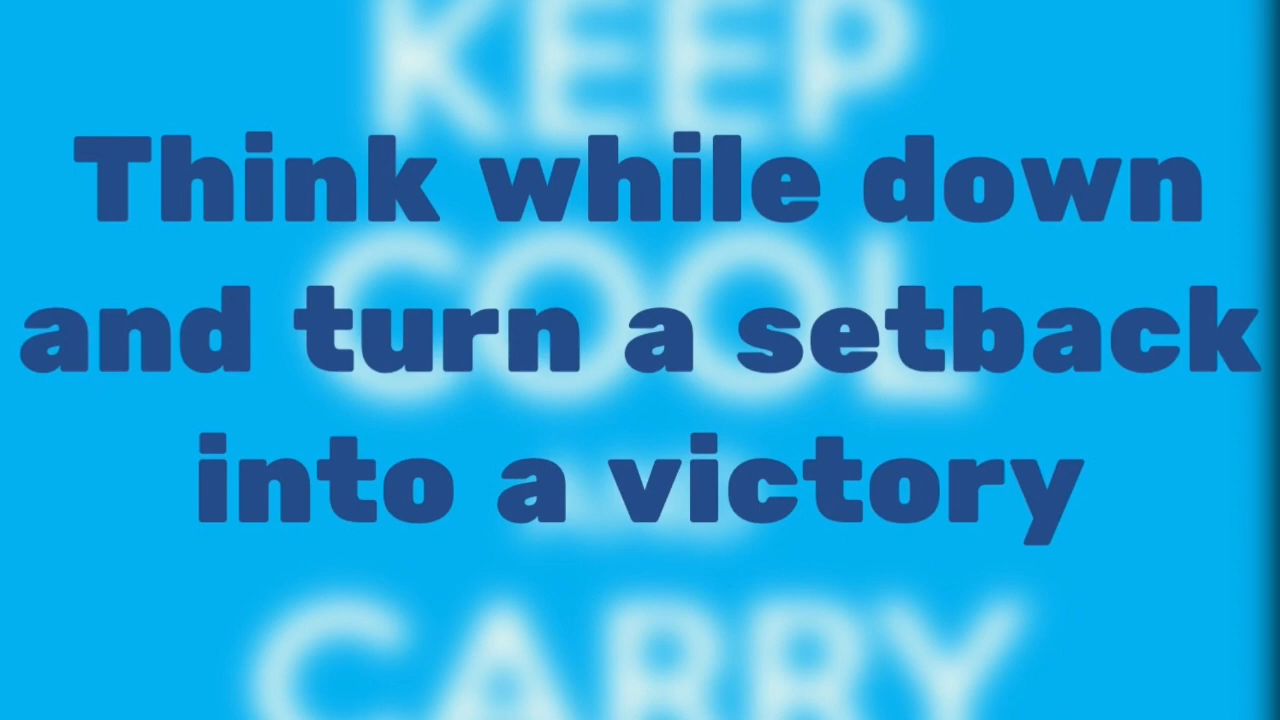 KEEP
Think while down
COOL
and turn a setback
into a victory
CARRY